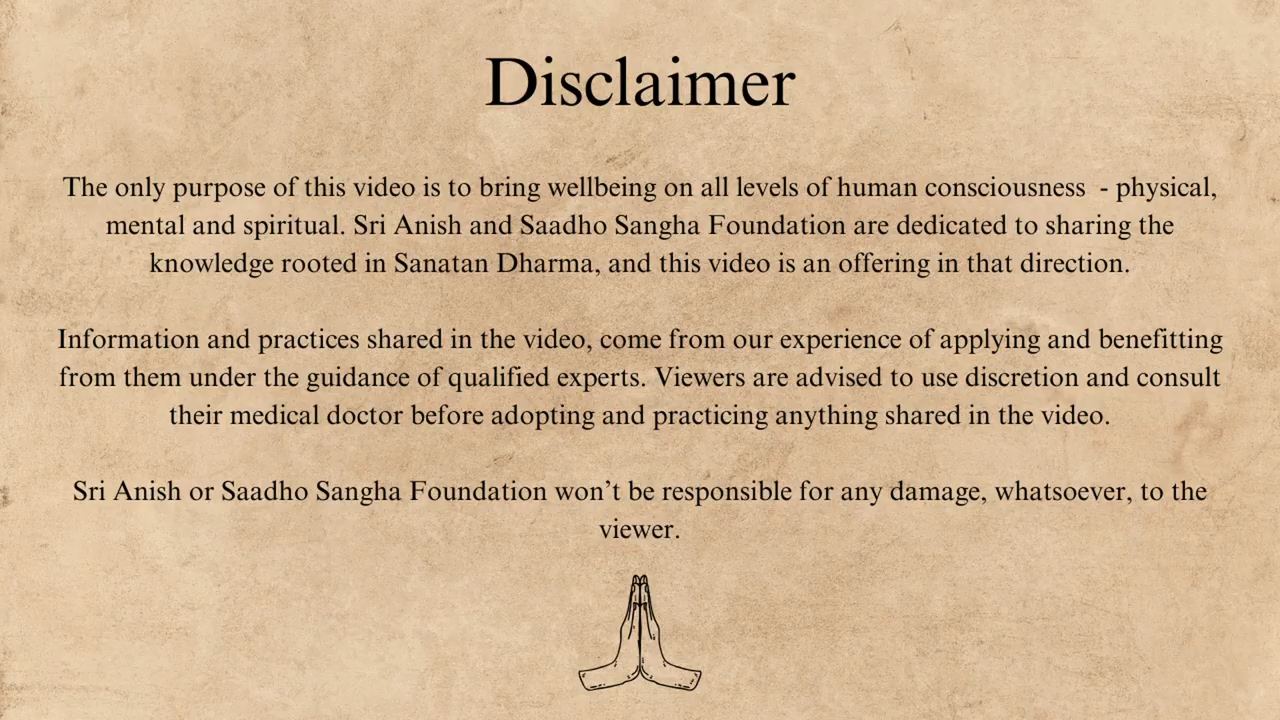 Disclaimer
The only purpose of this video is to bring wellbeing on all levels of human consciousness  - physical,
mental and spiritual. Sri Anish and Saadho Sangha Foundation are dedicated to sharing the
knowledge rooted in Sanatan Dharma, and this video is an offering in that direction.
Information and practices shared in the video, come from our experience of applying and benefitting
from them under the guidance of qualified experts. Viewers are advised to use discretion and consult
their medical doctor before adopting and practicing anything shared in the video.
Sri Anish or Saadho Sangha Foundation won’t be responsible for any damage, whatsoever, to the
viewer.